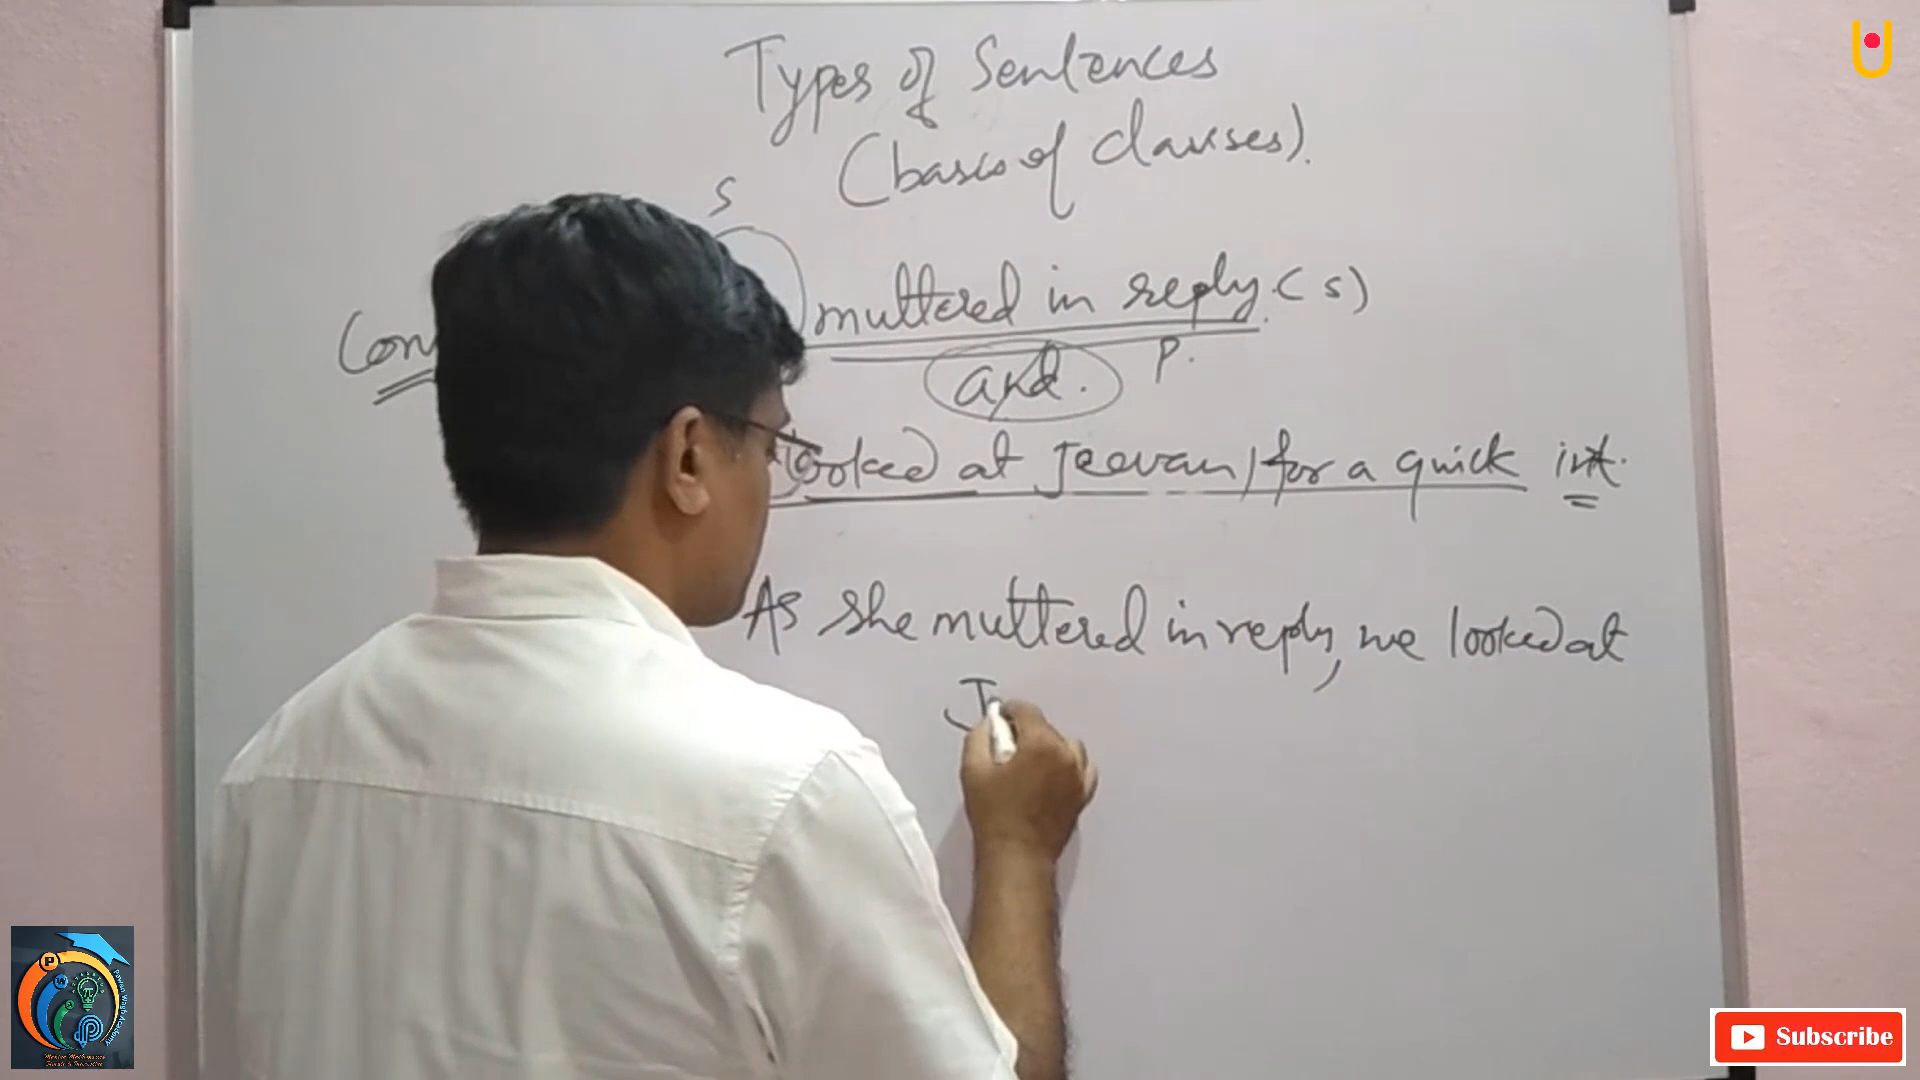 Types of Sentences
(basis of clauses).
S
muttered in reply. (s)
and. P.
looked at Jeevan, for a quick int.
As she muttered in reply, we looked at
J
Subscribe